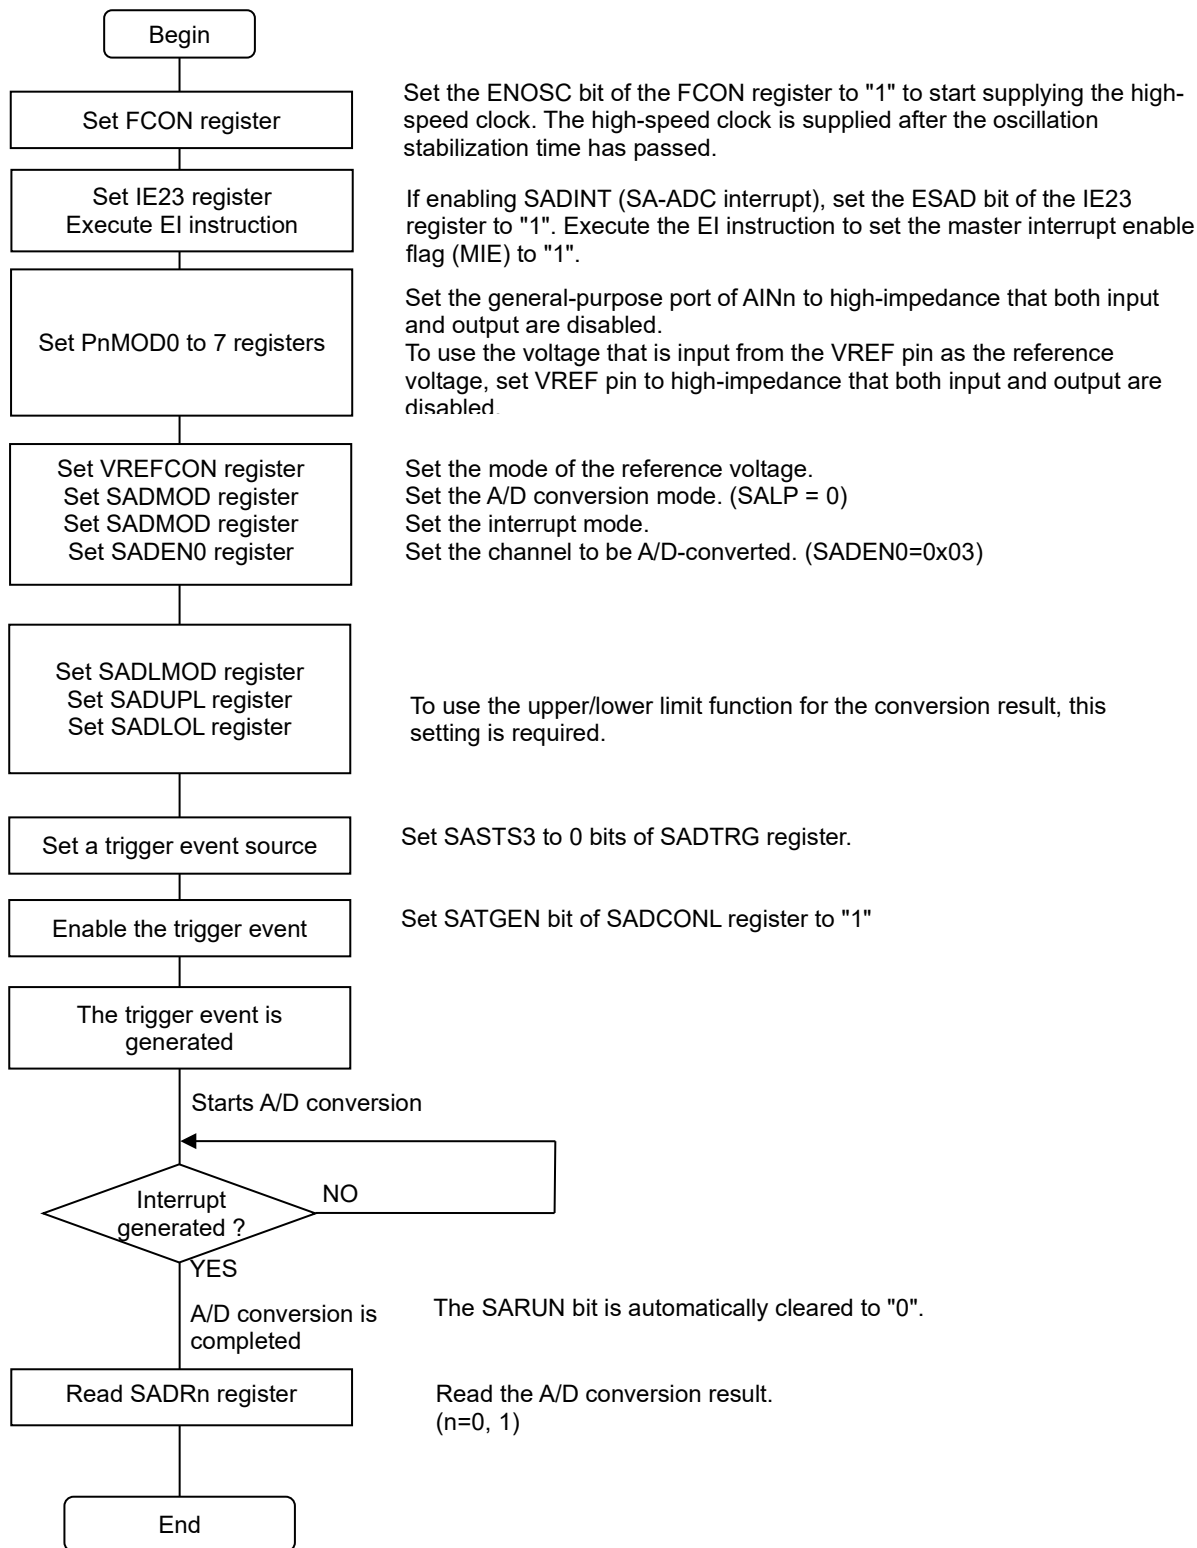 Begin
Set FCON register
Set the ENOSC bit of the FCON register to "1" to start supplying the high-
speed clock. The high-speed clock is supplied after the oscillation
stabilization time has passed.
Set IE23 register
Execute EI instruction
If enabling SADINT (SA-ADC interrupt), set the ESAD bit of the IE23
register to "1". Execute the EI instruction to set the master interrupt enable
flag (MIE) to "1".
Set PnMOD0 to 7 registers
Set the general-purpose port of AINn to high-impedance that both input
and output are disabled.
To use the voltage that is input from the VREF pin as the reference
voltage, set VREF pin to high-impedance that both input and output are
disabled.
Set VREFCON register
Set SADMOD register
Set SADMOD register
Set SADEN0 register
Set the mode of the reference voltage.
Set the A/D conversion mode. (SALP = 0)
Set the interrupt mode.
Set the channel to be A/D-converted. (SADEN0=0x03)
Set SADLMOD register
Set SADUPL register
Set SADLOL register
To use the upper/lower limit function for the conversion result, this
setting is required.
Set a trigger event source
Set SASTS3 to 0 bits of SADTRG register.
Enable the trigger event
Set SATGEN bit of SADCONL register to "1"
The trigger event is
generated
Starts A/D conversion
Interrupt
generated ?
NO
YES
A/D conversion is
completed
The SARUN bit is automatically cleared to "0".
Read SADRn register
Read the A/D conversion result.
(n=0, 1)
End